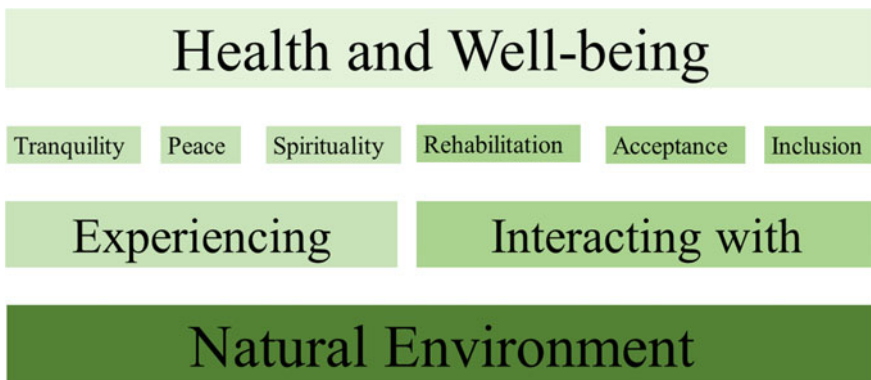 Health and Well-being
Tranquility Peace Spirituality Rehabilitation Acceptance Inclusion
Experiencing Interacting with
Natural Environment